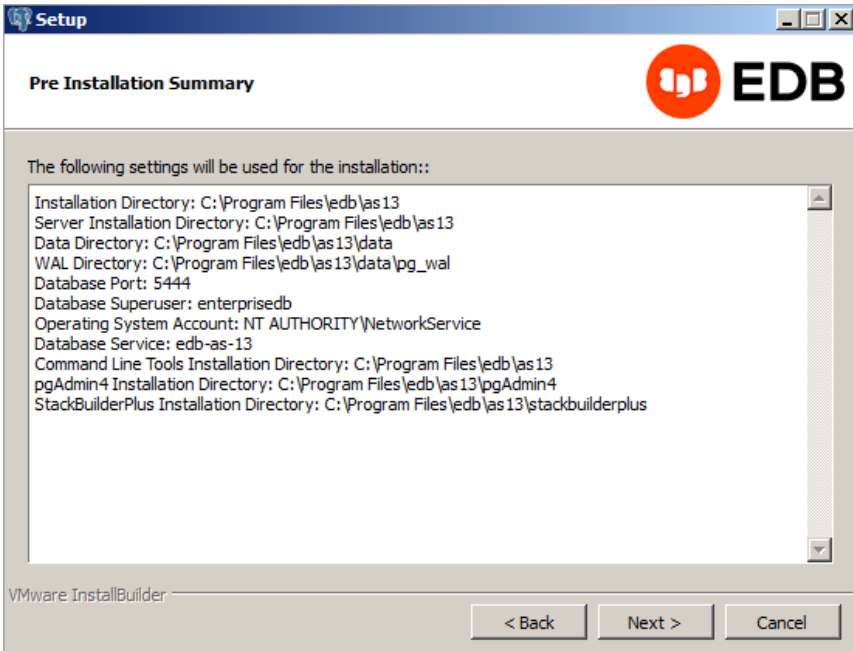 Setup
Pre Installation Summary
EDB
The following settings will be used for the installation::
Installation Directory: C:\Program Files\edb\as13
Server Installation Directory: C:\Program Files\edb\as13
Data Directory: C:\Program Files\edb\as13\data
WAL Directory: C:\Program Files\edb\as13\data\pg_wal
Database Port: 5444
Database Superuser: enterprisedb
Operating System Account: NT AUTHORITY\NetworkService
Database Service: edb-as-13
Command Line Tools Installation Directory: C:\Program Files\edb\as13
pgAdmin4 Installation Directory: C:\Program Files\edb\as13\pgAdmin4
StackBuilderPlus Installation Directory: C:\Program Files\edb\as13\stackbuilderplus
VMware InstallBuilder
< Back Next > Cancel